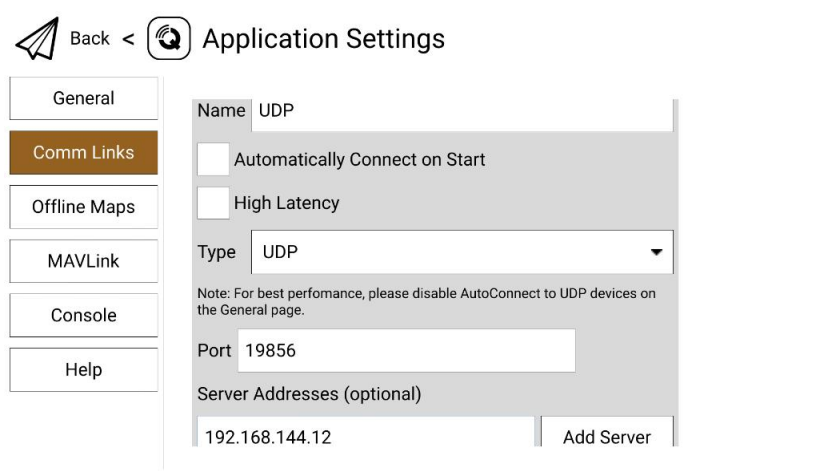 Back < Application Settings
General
Comm Links
Offline Maps
MAVLink
Console
Help
Name UDP
Automatically Connect on Start
High Latency
Type UDP
Note: For best perfomance, please disable AutoConnect to UDP devices on
the General page.
Port 19856
Server Addresses (optional)
192.168.144.12 Add Server